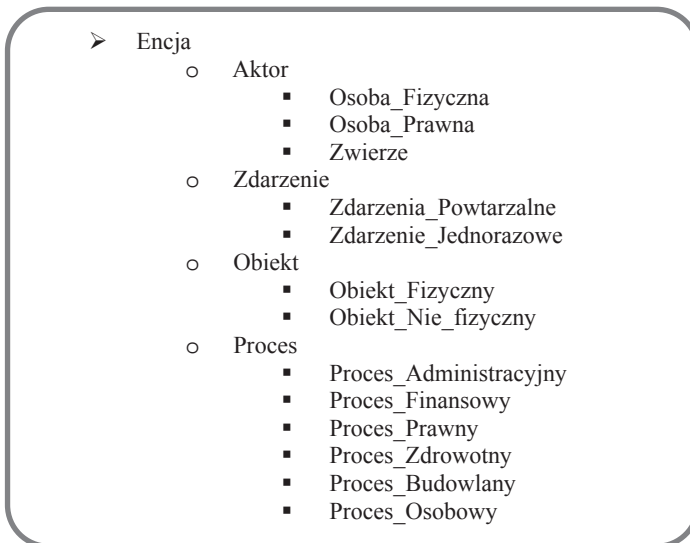 ➢ Encja
o Aktor
▪ Osoba_Fizyczna
▪ Osoba_Prawna
▪ Zwierze
o Zdarzenie
▪ Zdarzenia_Powtarzalne
▪ Zdarzenie_Jednorazowe
o Obiekt
▪ Obiekt_Fizyczny
▪ Obiekt_Nie_fizyczny
o Proces
▪ Proces_Administracyjny
▪ Proces_Finansowy
▪ Proces_Prawny
▪ Proces_Zdrowotny
▪ Proces_Budowlany
▪ Proces_Osobowy